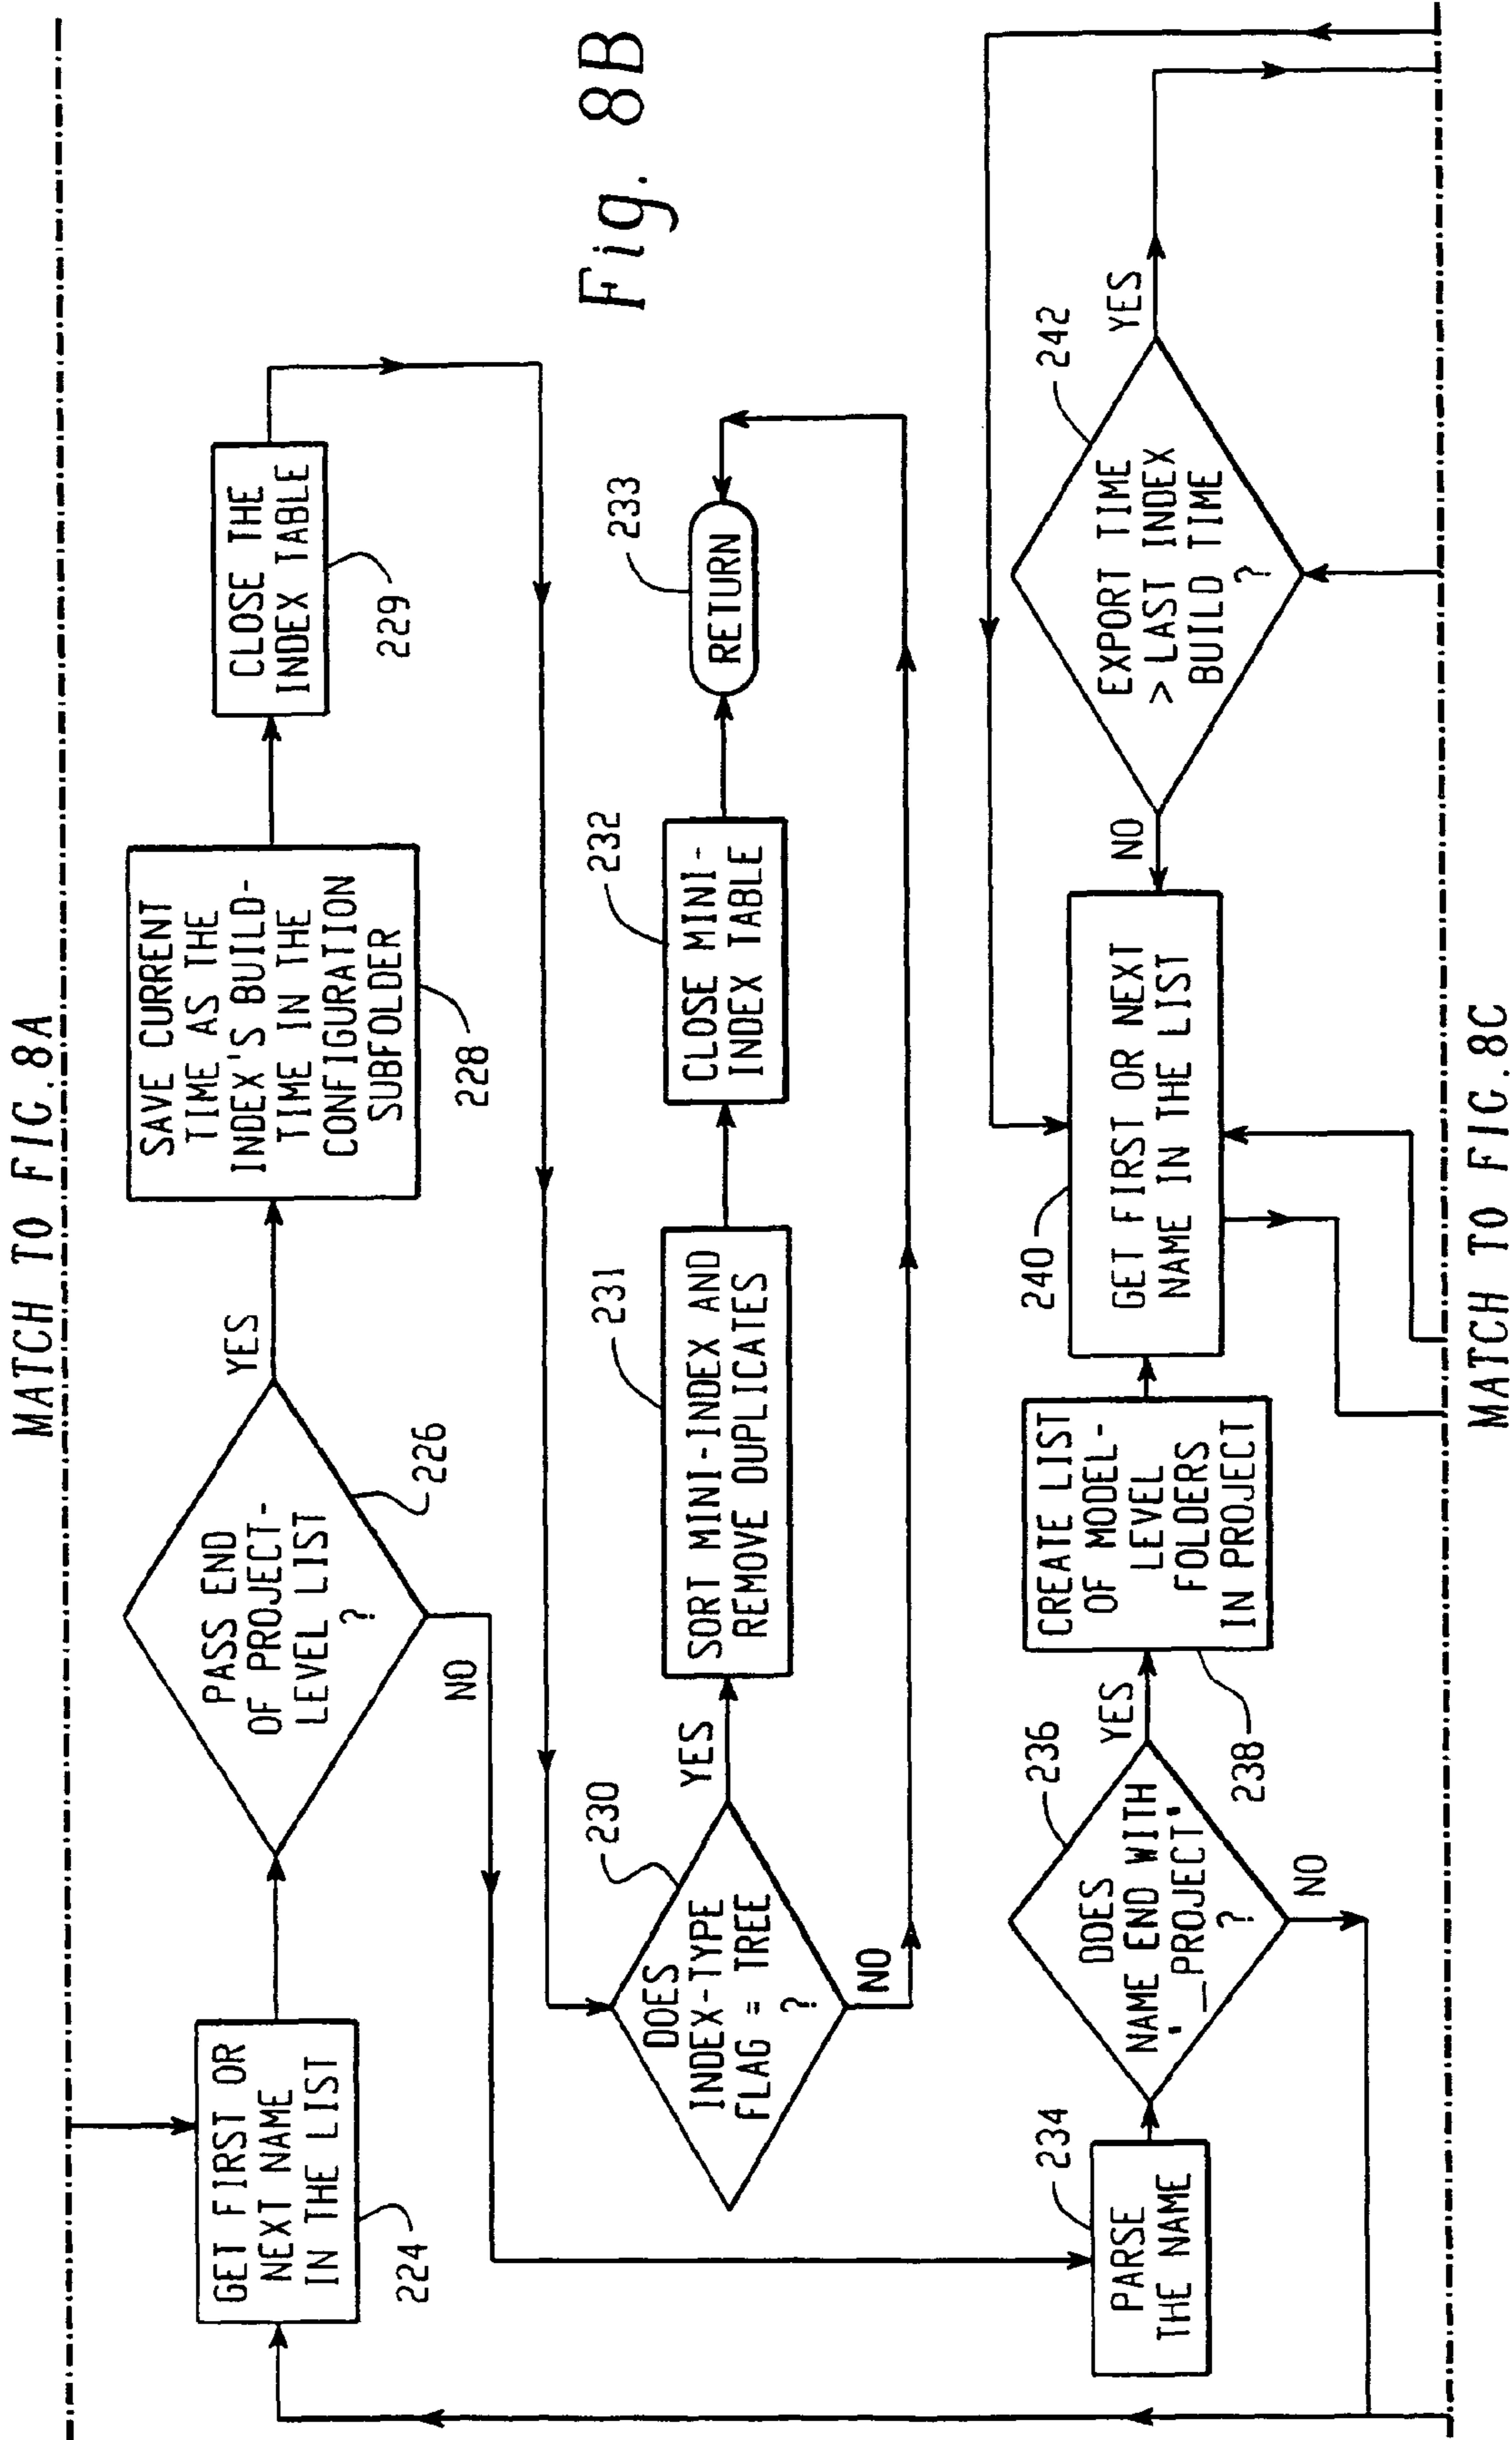 MATCH TO FIG.8A
GET FIRST OR
NEXT NAME
IN THE LIST
224
PASS END
OF PROJECT-
LEVEL LIST
?
226
YES
NO
SAVE CURRENT
TIME AS THE
INDEX'S BUILD-
TIME IN THE
CONFIGURATION
SUBFOLDER
228
CLOSE THE
INDEX TABLE
229
DOES
INDEX-TYPE
FLAG = TREE
?
230
YES
NO
SORT MINI-INDEX AND
REMOVE DUPLICATES
231
CLOSE MINI-
INDEX TABLE
232
RETURN
233
Fig. 8B
PARSE
THE NAME
234
DOES
NAME END WITH
'_PROJECT'
?
236
YES
NO
CREATE LIST
OF MODEL-
LEVEL
FOLDERS
IN PROJECT
238
GET FIRST OR NEXT
NAME IN THE LIST
240
NO
EXPORT TIME
> LAST INDEX
BUILD TIME
?
242
YES
MATCH TO FIG.8C